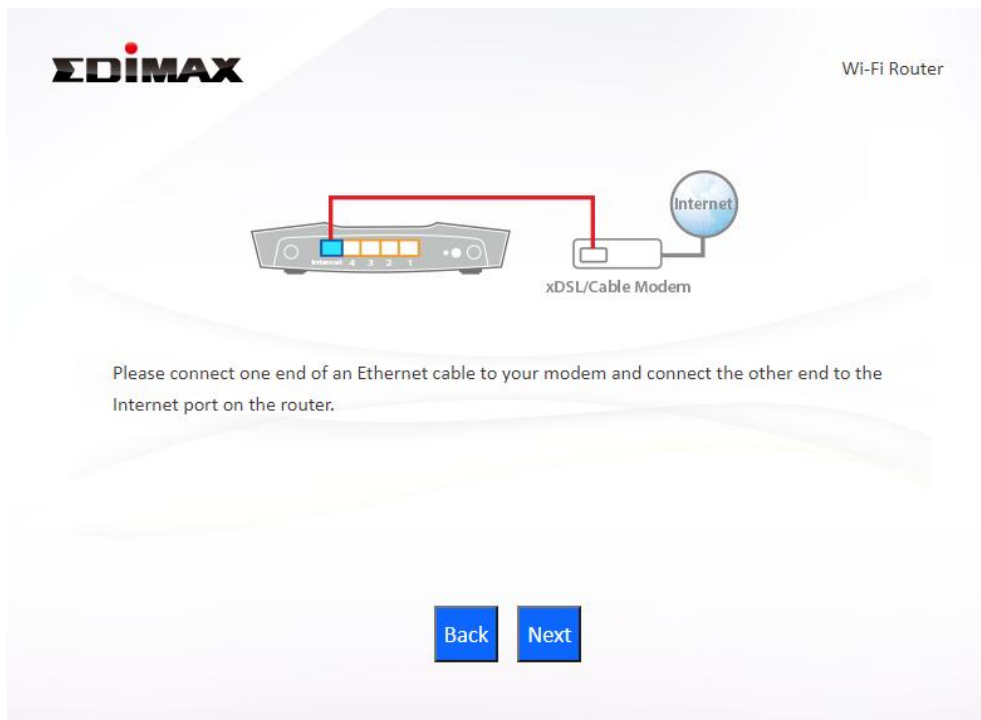 EDiMAX
Wi-Fi Router
Internet
Internet 4 3 2 1
xDSL/Cable Modem
Please connect one end of an Ethernet cable to your modem and connect the other end to the
Internet port on the router.
Back Next